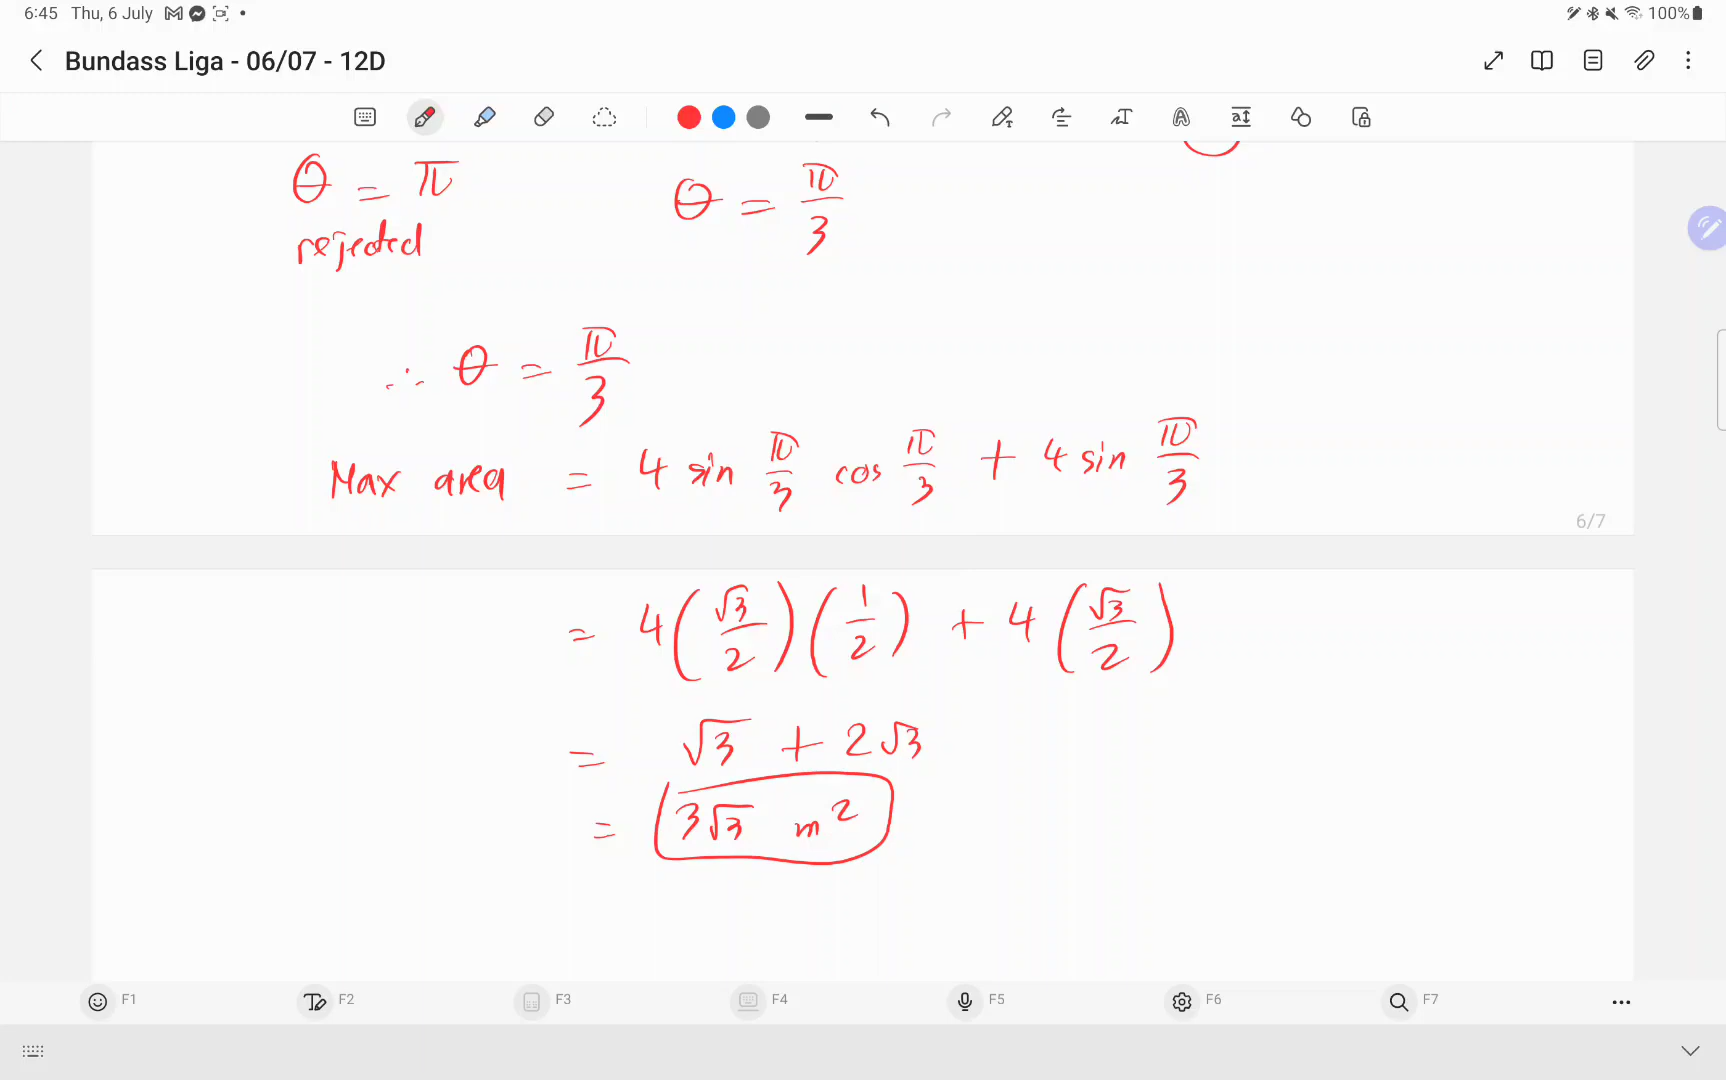 6:45 Thu, 6 July 100%
Bundass Liga - 06/07 - 12D
θ = π θ = π/3
rejected
∴ θ = π/3
Max area = 4 sin π/3 cos π/3 + 4 sin π/3
6/7
= 4(√3/2)(1/2) + 4(√3/2)
= √3 + 2√3
= 3√3 m²
F1 F2 F3 F4 F5 F6 F7